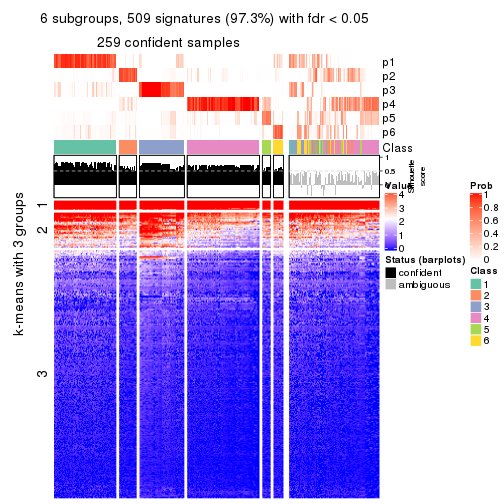 6 subgroups, 509 signatures (97.3%) with fdr < 0.05
259 confident samples
p1
p2
p3
p4
p5
p6
Class
1
0.5
0
Silhouette
score
k-means with 3 groups
1
2
3
Value
4
3
2
1
0
Status (barplots)
confident
ambiguous
Prob
1
0.8
0.6
0.4
0.2
0
Class
1
2
3
4
5
6